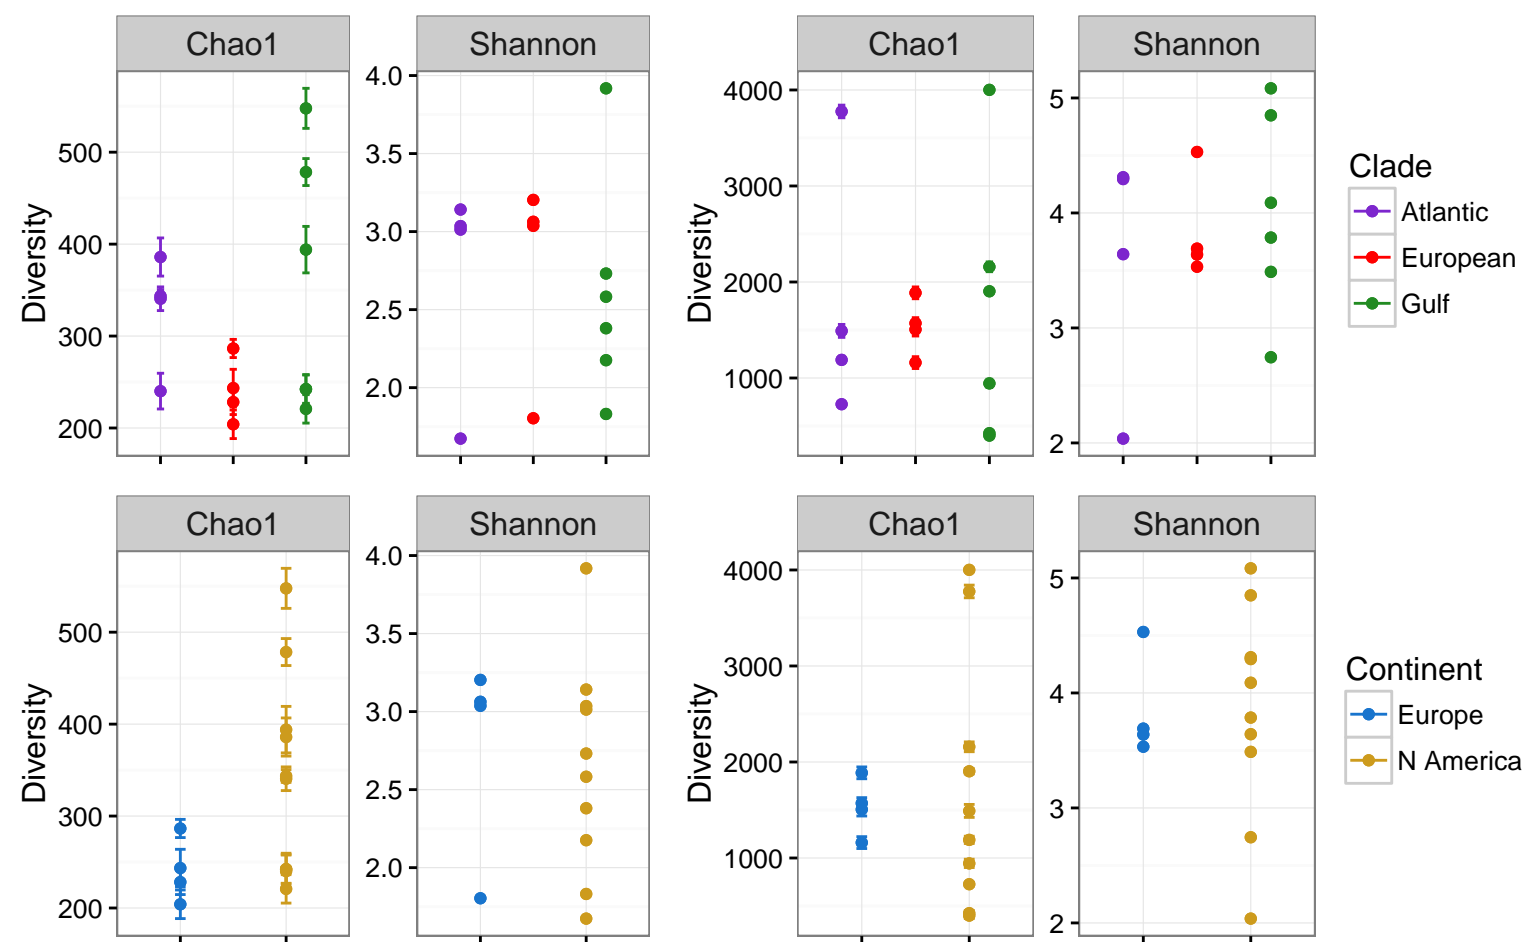 Chao1
Shannon
Chao1
Shannon
Diversity
500
400
300
200
4.0
3.5
3.0
2.5
2.0
Diversity
4000
3000
2000
1000
5
4
3
2
Clade
Atlantic
European
Gulf
Chao1
Shannon
Chao1
Shannon
Diversity
500
400
300
200
4.0
3.5
3.0
2.5
2.0
Diversity
4000
3000
2000
1000
5
4
3
2
Continent
Europe
N America